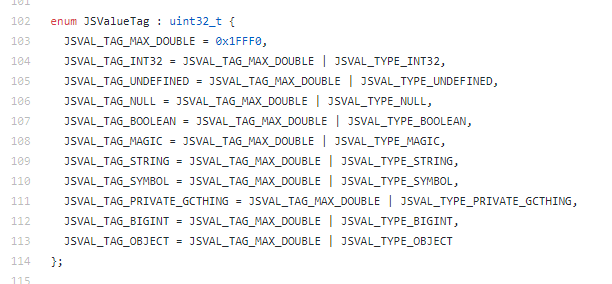 102 enum JSValueTag : uint32_t {
103 JSVAL_TAG_MAX_DOUBLE = 0x1FFF0,
104 JSVAL_TAG_INT32 = JSVAL_TAG_MAX_DOUBLE | JSVAL_TYPE_INT32,
105 JSVAL_TAG_UNDEFINED = JSVAL_TAG_MAX_DOUBLE | JSVAL_TYPE_UNDEFINED,
106 JSVAL_TAG_NULL = JSVAL_TAG_MAX_DOUBLE | JSVAL_TYPE_NULL,
107 JSVAL_TAG_BOOLEAN = JSVAL_TAG_MAX_DOUBLE | JSVAL_TYPE_BOOLEAN,
108 JSVAL_TAG_MAGIC = JSVAL_TAG_MAX_DOUBLE | JSVAL_TYPE_MAGIC,
109 JSVAL_TAG_STRING = JSVAL_TAG_MAX_DOUBLE | JSVAL_TYPE_STRING,
110 JSVAL_TAG_SYMBOL = JSVAL_TAG_MAX_DOUBLE | JSVAL_TYPE_SYMBOL,
111 JSVAL_TAG_PRIVATE_GCTHING = JSVAL_TAG_MAX_DOUBLE | JSVAL_TYPE_PRIVATE_GCTHING,
112 JSVAL_TAG_BIGINT = JSVAL_TAG_MAX_DOUBLE | JSVAL_TYPE_BIGINT,
113 JSVAL_TAG_OBJECT = JSVAL_TAG_MAX_DOUBLE | JSVAL_TYPE_OBJECT
114 };
115